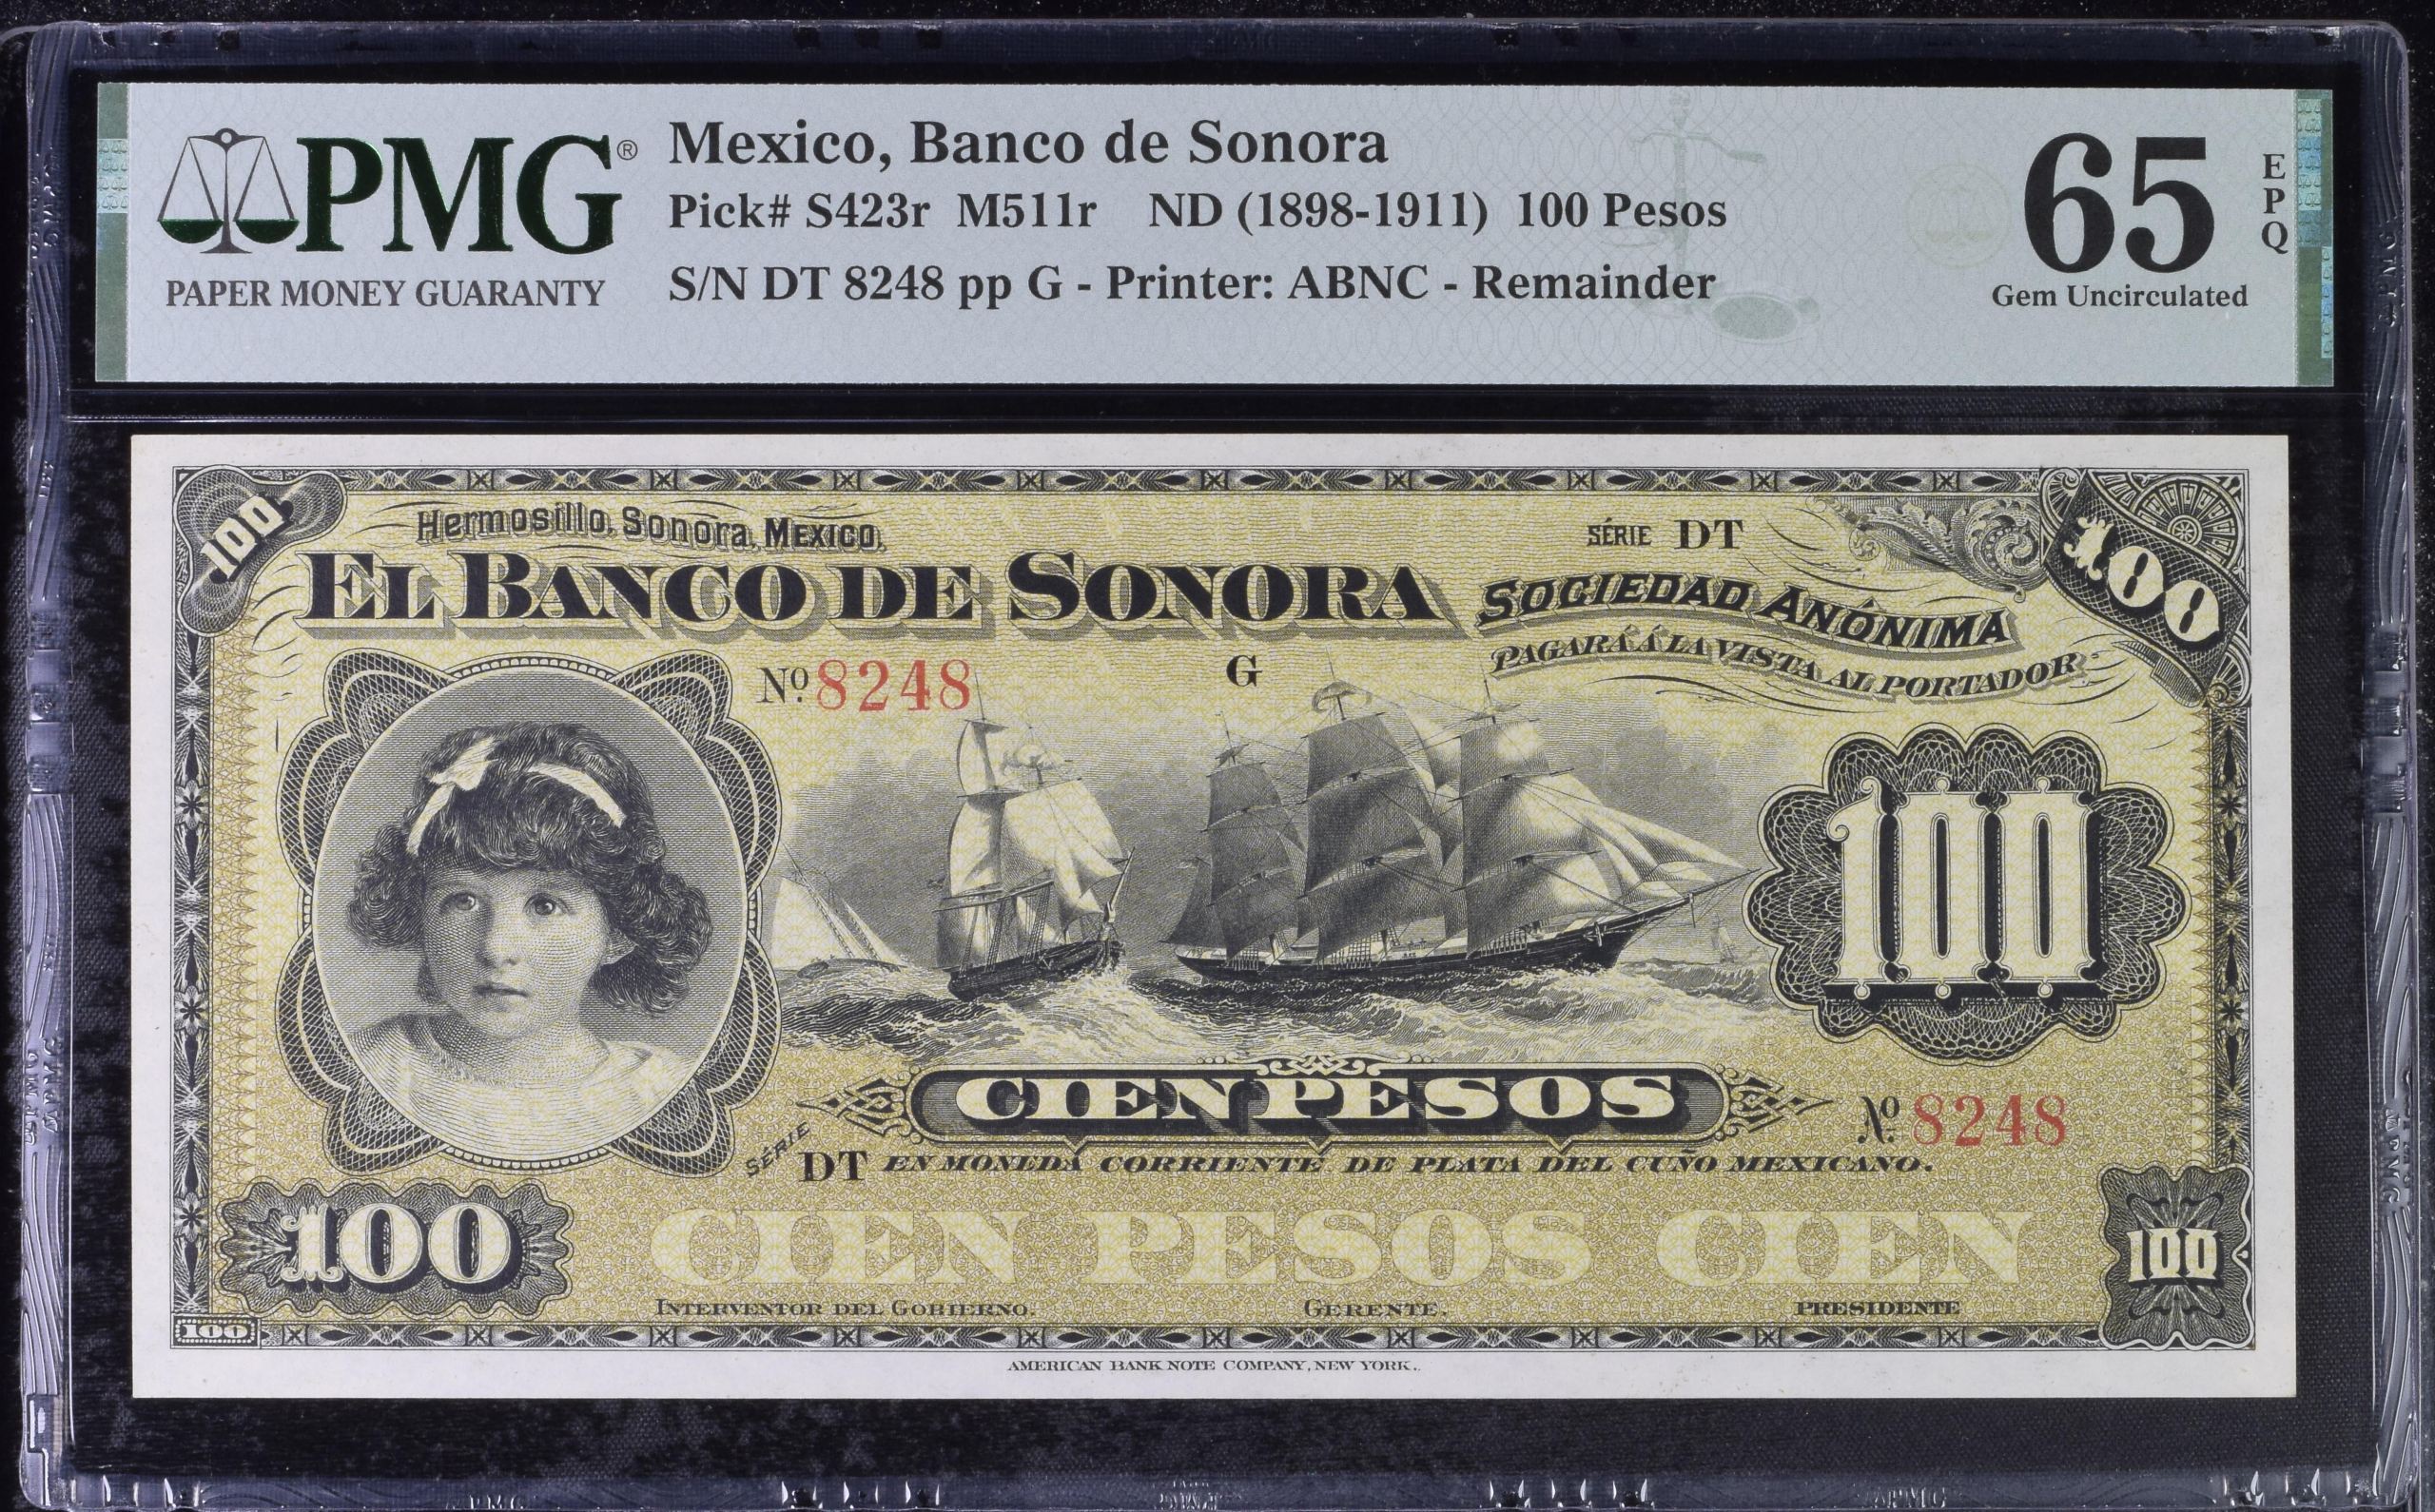 PMG®
PAPER MONEY GUARANTY
Mexico, Banco de Sonora
Pick# S423r M511r ND (1898-1911) 100 Pesos
S/N DT 8248 pp G - Printer: ABNC - Remainder
65
EPQ
Gem Uncirculated
100
Hermosillo, Sonora, MEXICO.
SÉRIE DT
100
EL BANCO DE SONORA
SOCIEDAD ANÓNIMA
PAGARÁ Á LA VISTA AL PORTADOR
Nº. 8248
G
100
CIEN PESOS
Nº. 8248
SÉRIE DT EN MONEDA CORRIENTE DE PLATA DEL CUÑO MEXICANO.
100
CIEN PESOS CIEN
100
INTERVENTOR DEL GOBIERNO.
GERENTE.
PRESIDENTE
100
AMERICAN BANK NOTE COMPANY, NEW YORK.